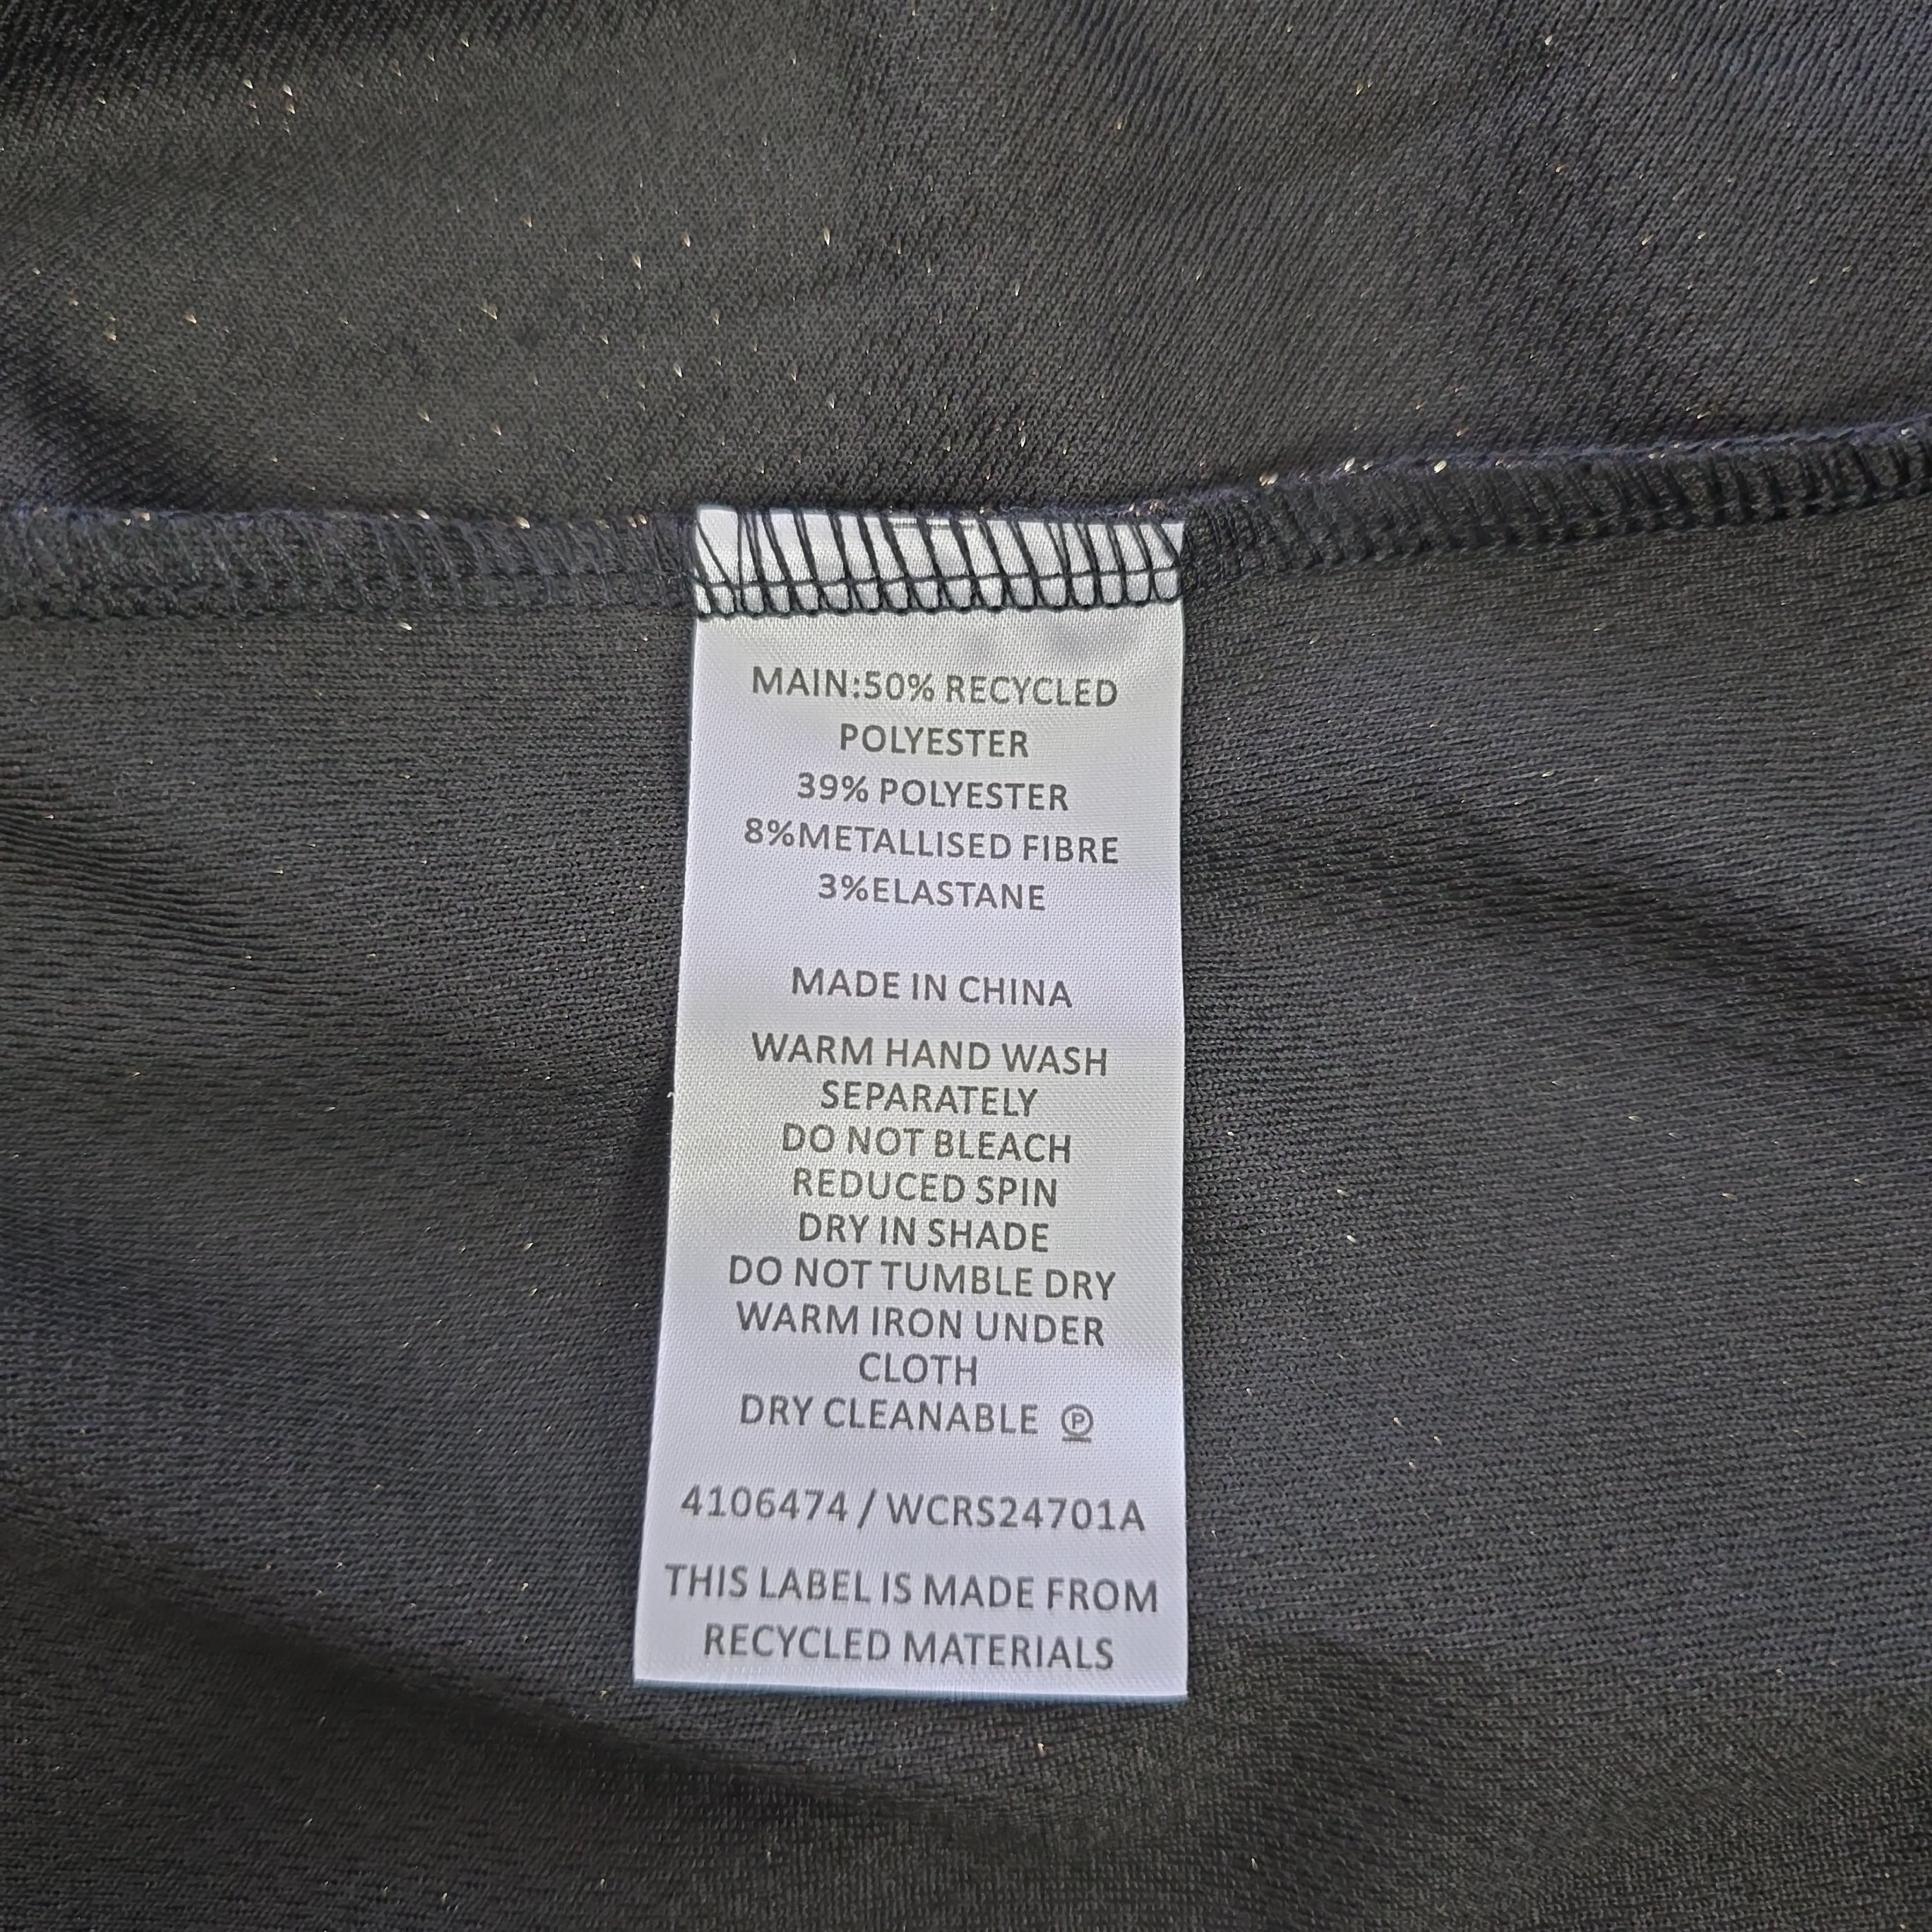 MAIN:50% RECYCLED
POLYESTER
39% POLYESTER
8%METALLISED FIBRE
3%ELASTANE
MADE IN CHINA
WARM HAND WASH
SEPARATELY
DO NOT BLEACH
REDUCED SPIN
DRY IN SHADE
DO NOT TUMBLE DRY
WARM IRON UNDER
CLOTH
DRY CLEANABLE Ⓟ
4106474 / WCRS24701A
THIS LABEL IS MADE FROM
RECYCLED MATERIALS